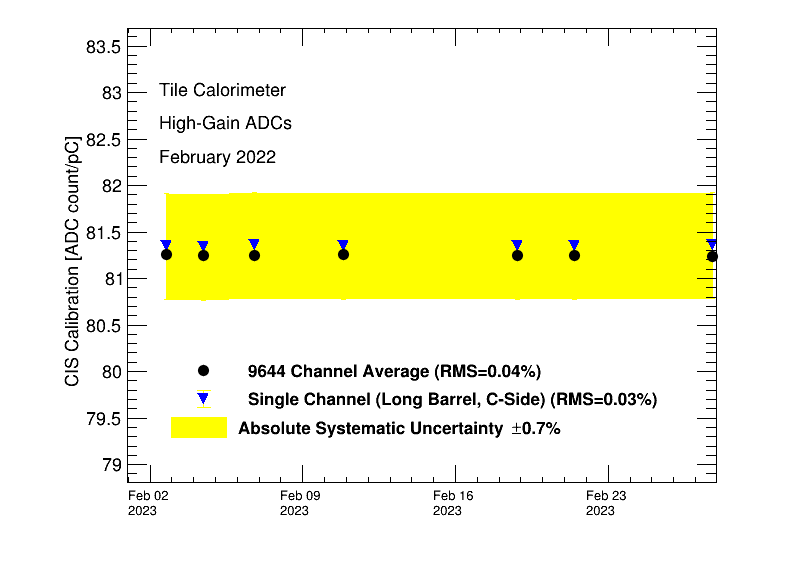 83.5
83
82.5
82
81.5
81
80.5
80
79.5
79
CIS Calibration [ADC count/pC]
Tile Calorimeter
High-Gain ADCs
February 2022
9644 Channel Average (RMS=0.04%)
Single Channel (Long Barrel, C-Side) (RMS=0.03%)
Absolute Systematic Uncertainty ±0.7%
Feb 02 Feb 09 Feb 16 Feb 23
2023 2023 2023 2023